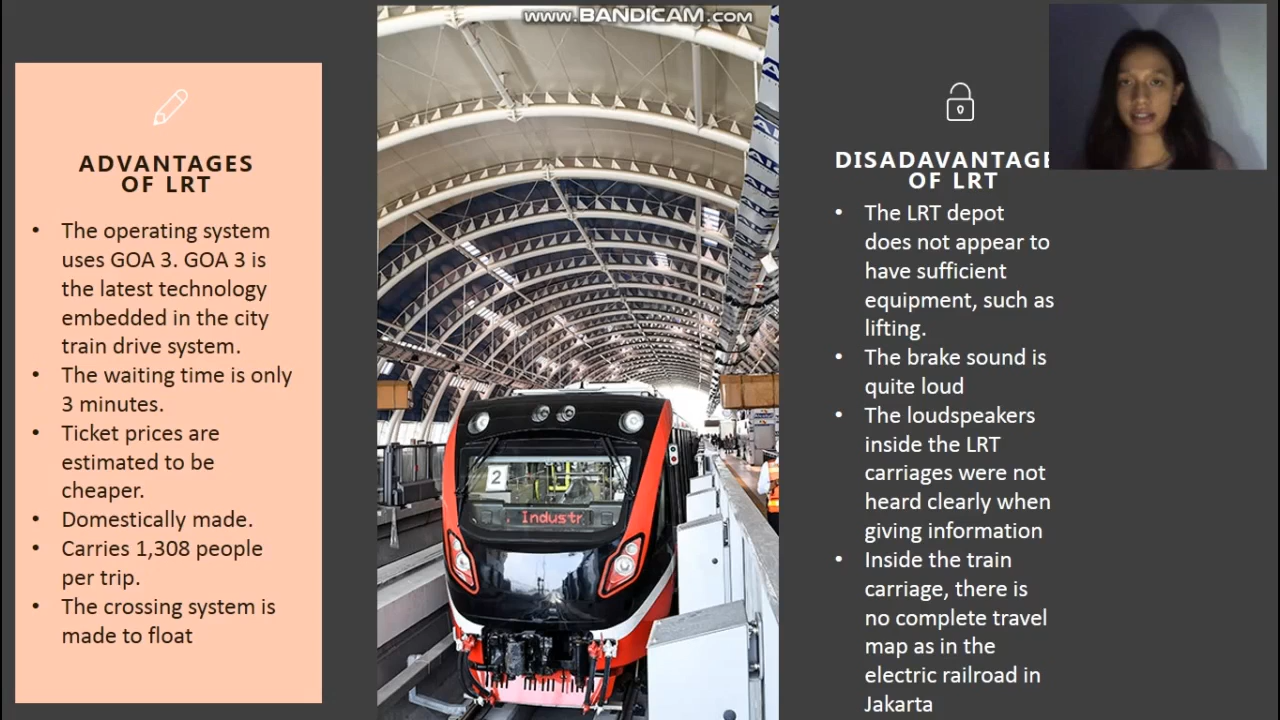 www.BANDICAM.com
ADVANTAGES
OF LRT
The operating system
uses GOA 3. GOA 3 is
the latest technology
embedded in the city
train drive system.
The waiting time is only
3 minutes.
Ticket prices are
estimated to be
cheaper.
Domestically made.
Carries 1,308 people
per trip.
The crossing system is
made to float
2
. Industr
DISADAVANTAGE
OF LRT
The LRT depot
does not appear to
have sufficient
equipment, such as
lifting.
The brake sound is
quite loud
The loudspeakers
inside the LRT
carriages were not
heard clearly when
giving information
Inside the train
carriage, there is
no complete travel
map as in the
electric railroad in
Jakarta